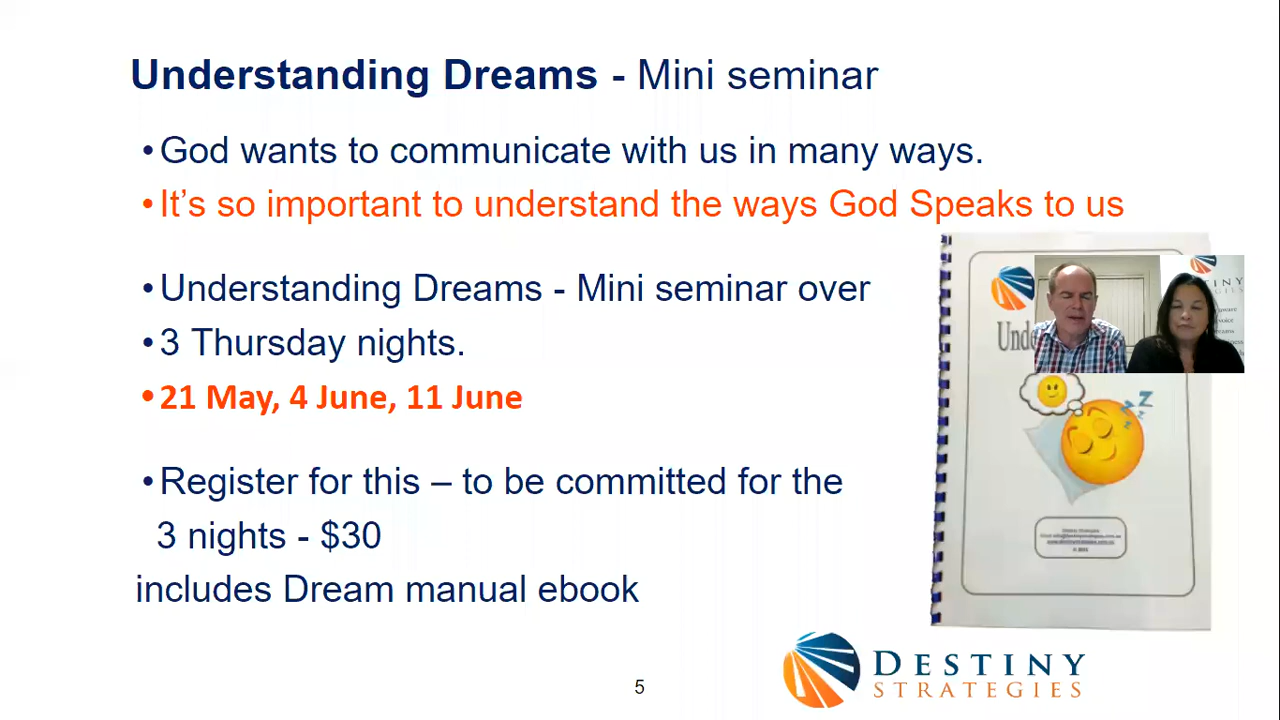 Understanding Dreams - Mini seminar
•God wants to communicate with us in many ways.
•It's so important to understand the ways God Speaks to us
•Understanding Dreams - Mini seminar over
•3 Thursday nights.
•21 May, 4 June, 11 June
•Register for this – to be committed for the
3 nights - $30
includes Dream manual ebook
Unde
TINY
z z z z
DESTINY
STRATEGIES
5